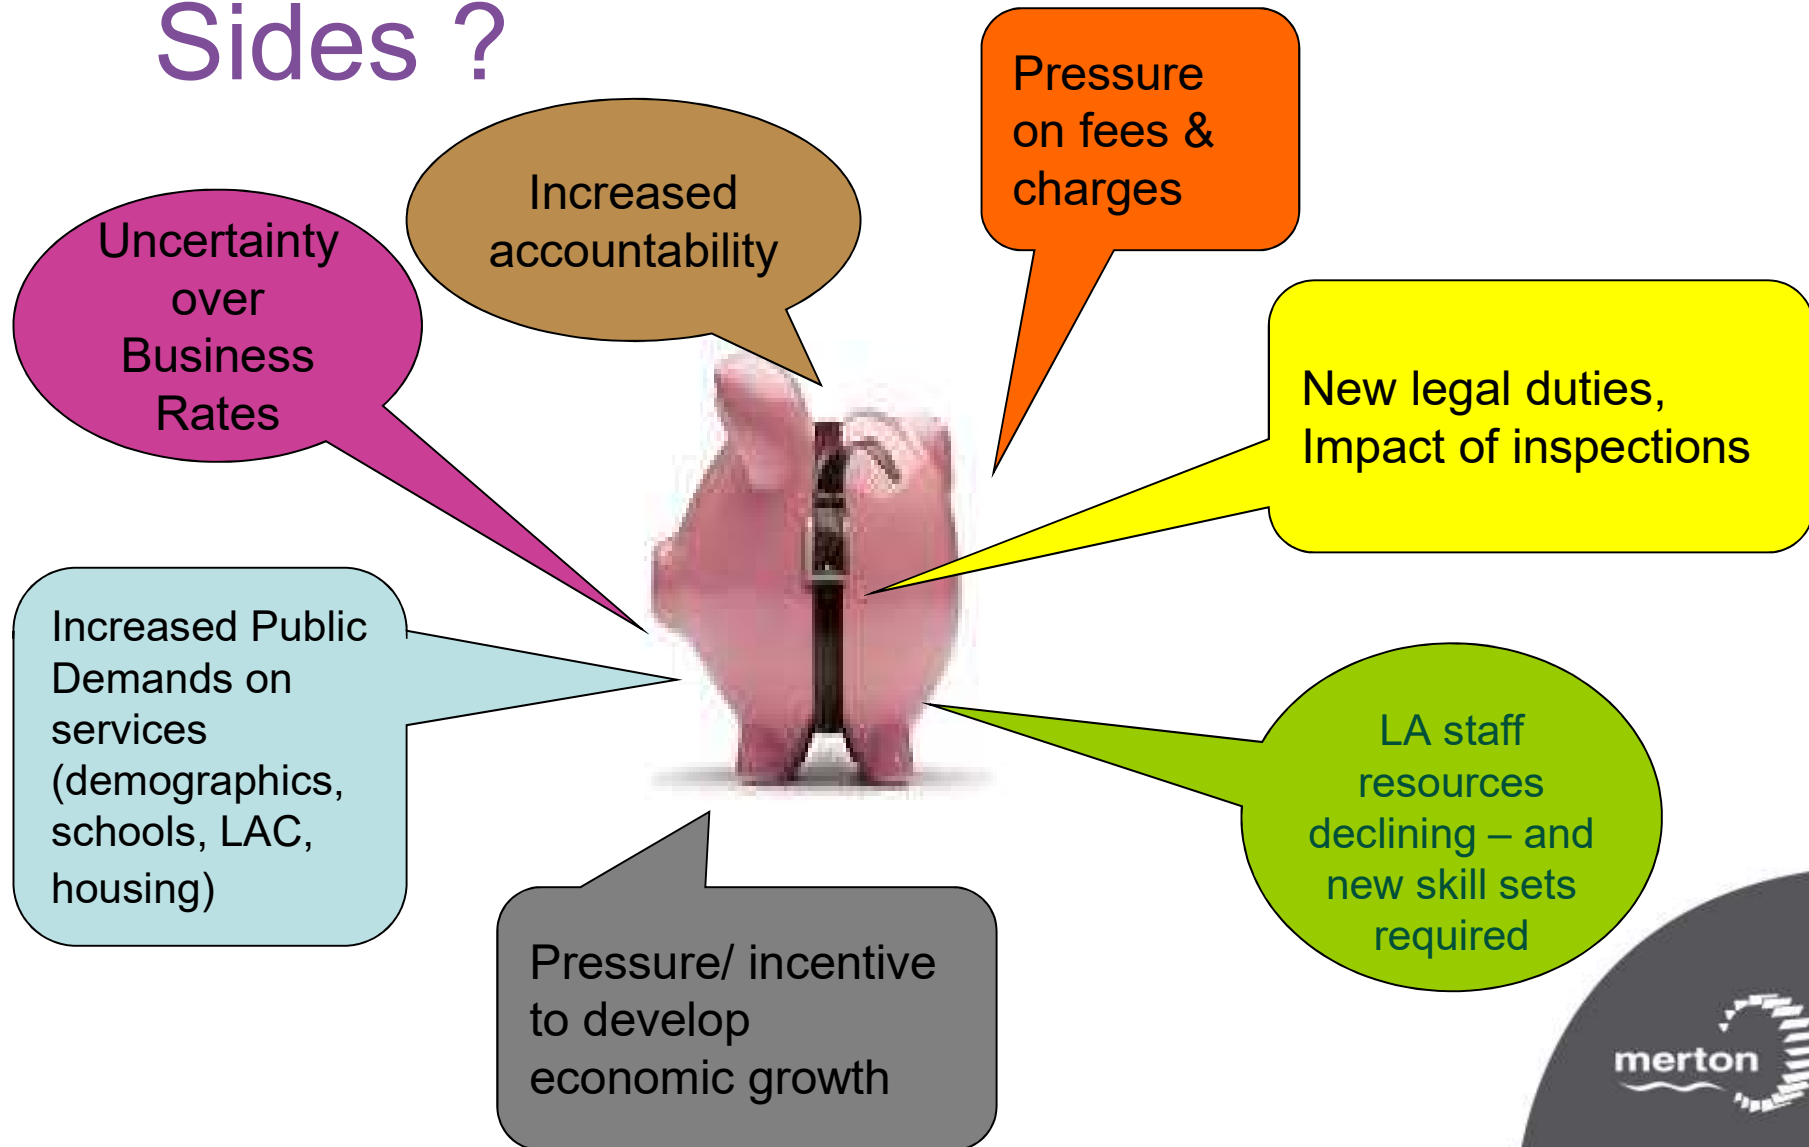 Sides ?
Pressure
on fees &
charges
Increased
accountability
Uncertainty
over
Business
Rates
New legal duties,
Impact of inspections
Increased Public
Demands on
services
(demographics,
schools, LAC,
housing)
LA staff
resources
declining – and
new skill sets
required
Pressure/ incentive
to develop
economic growth
merton